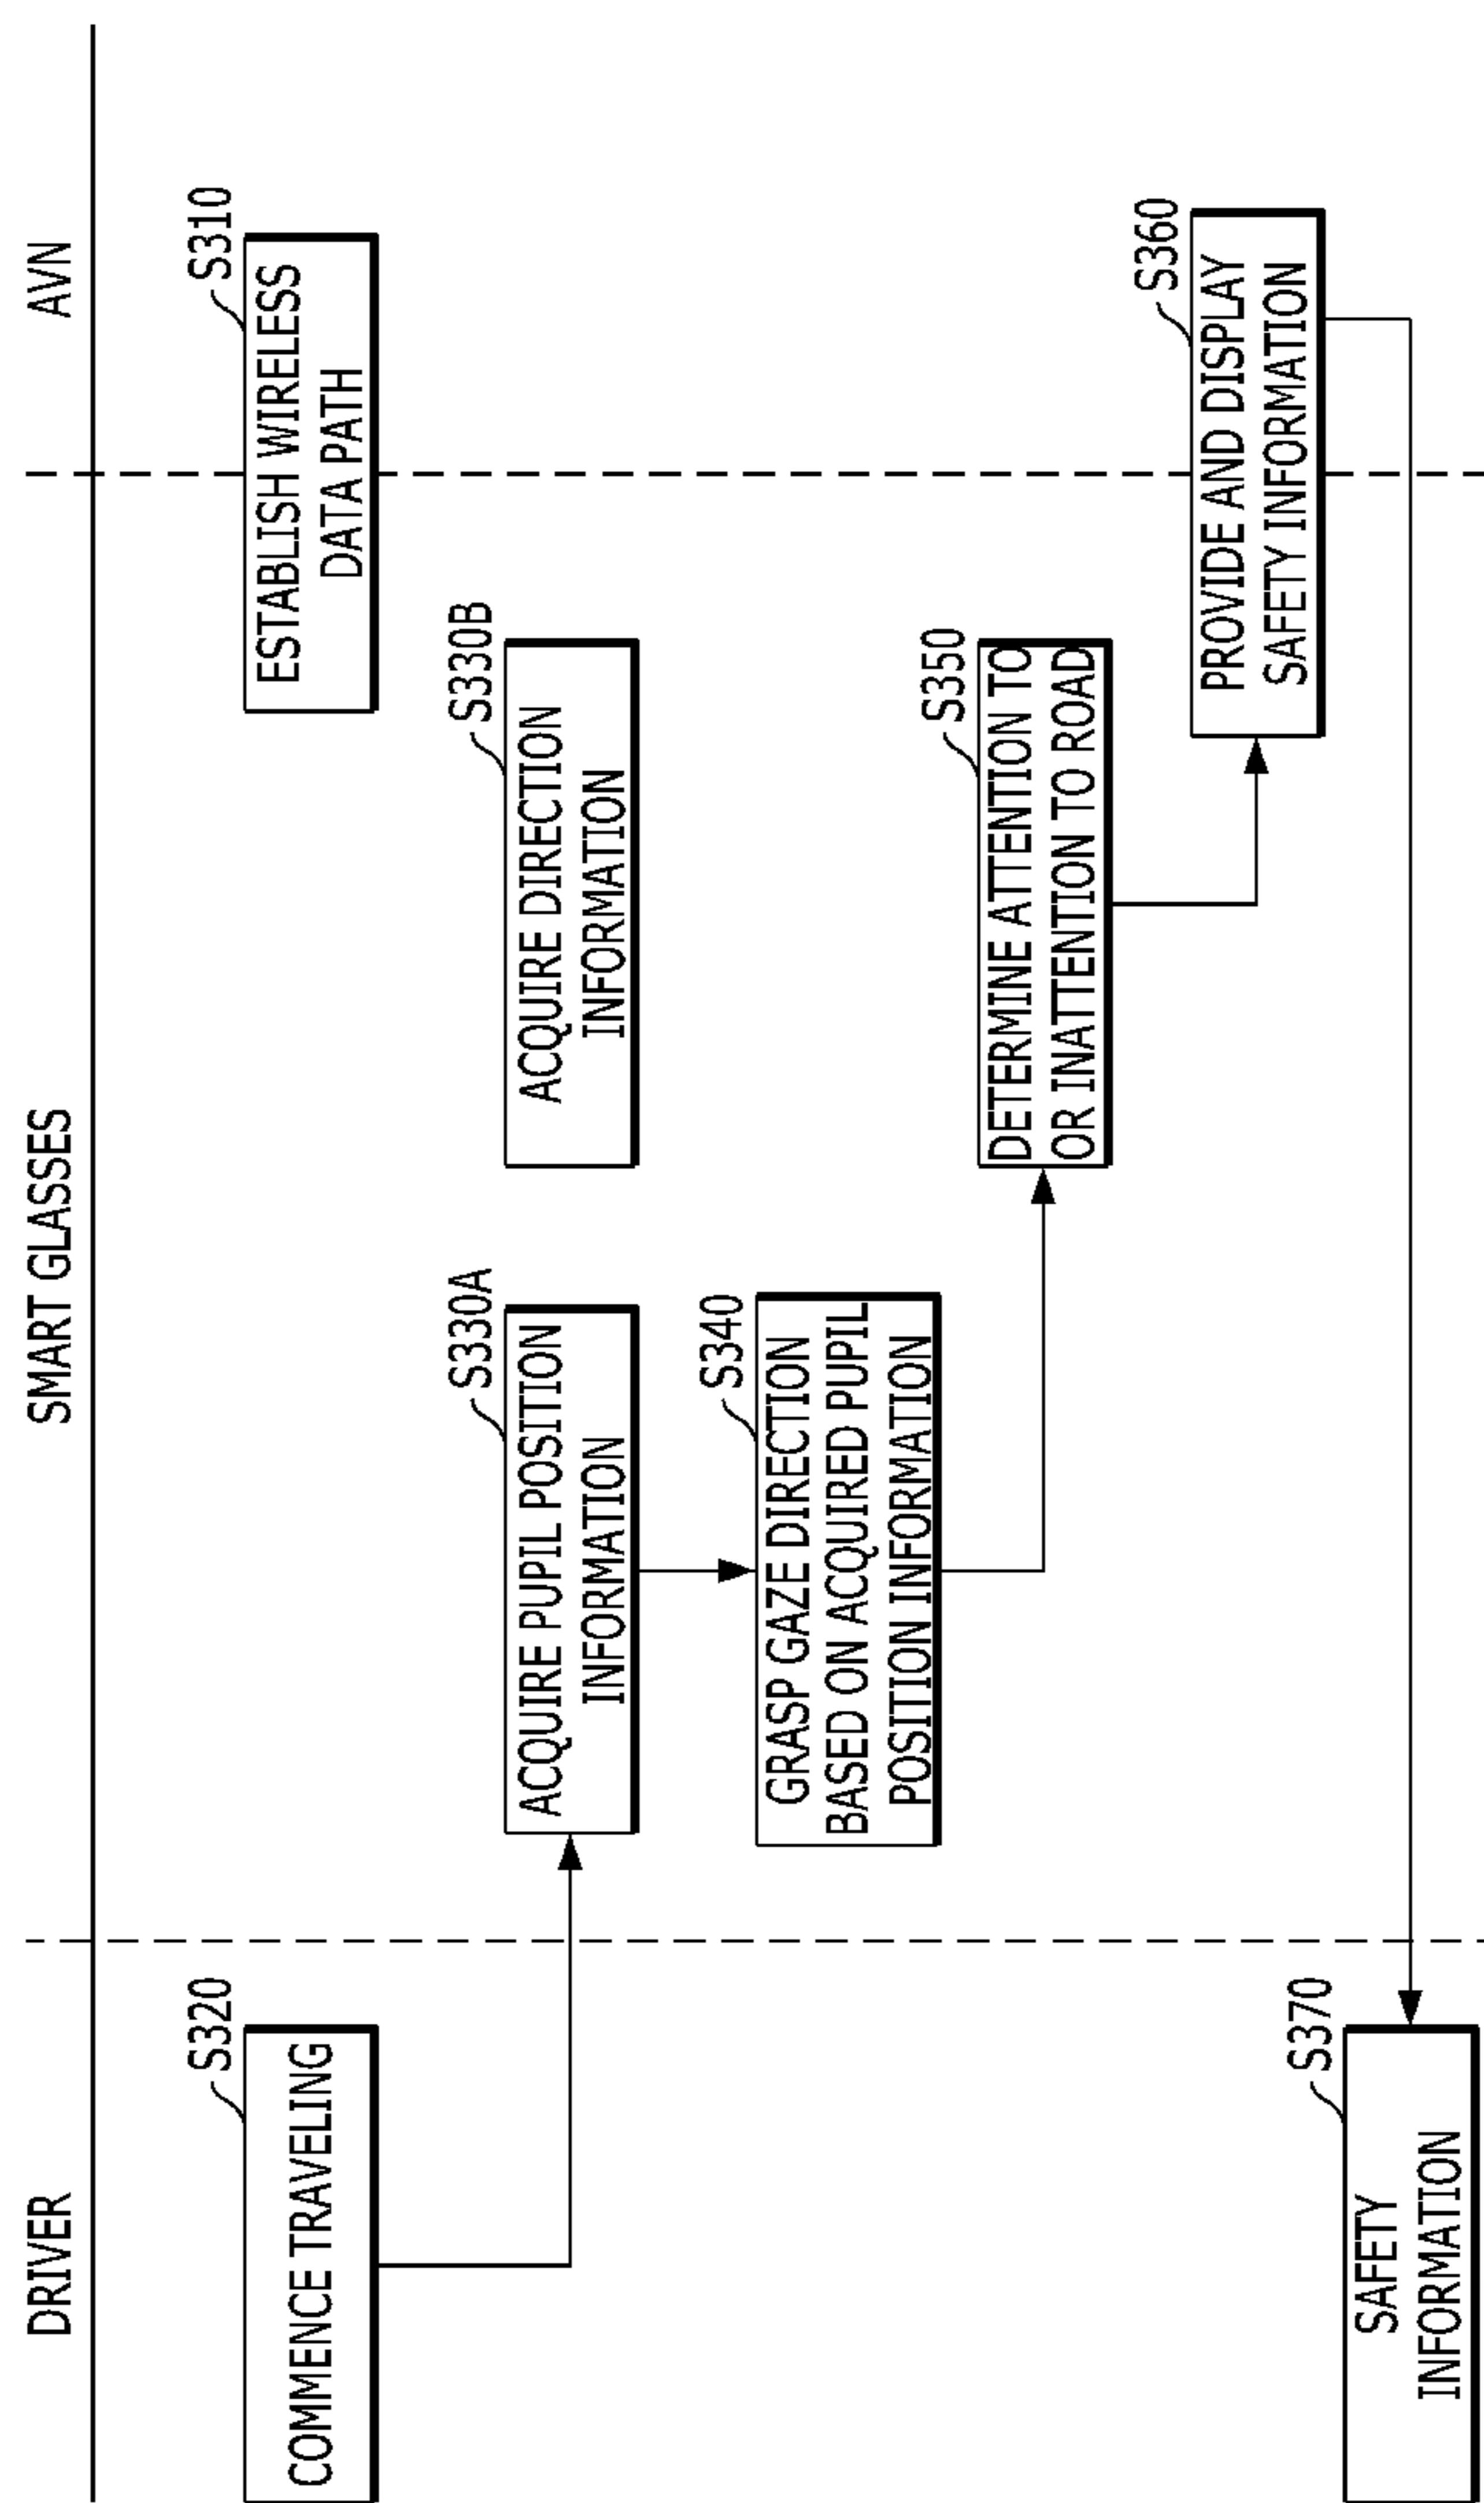 DRIVER
SMART GLASSES
AWN
S320
COMMENCE TRAVELING
S310
ESTABLISH WIRELESS
DATA PATH
S330A
ACQUIRE PUPIL POSITION
INFORMATION
S330B
ACQUIRE DIRECTION
INFORMATION
S340
GRASP GAZE DIRECTION
BASED ON ACQUIRED PUPIL
POSITION INFORMATION
S350
DETERMINE ATTENTION TO
OR INATTENTION TO ROAD
S360
PROVIDE AND DISPLAY
SAFETY INFORMATION
S370
SAFETY
INFORMATION